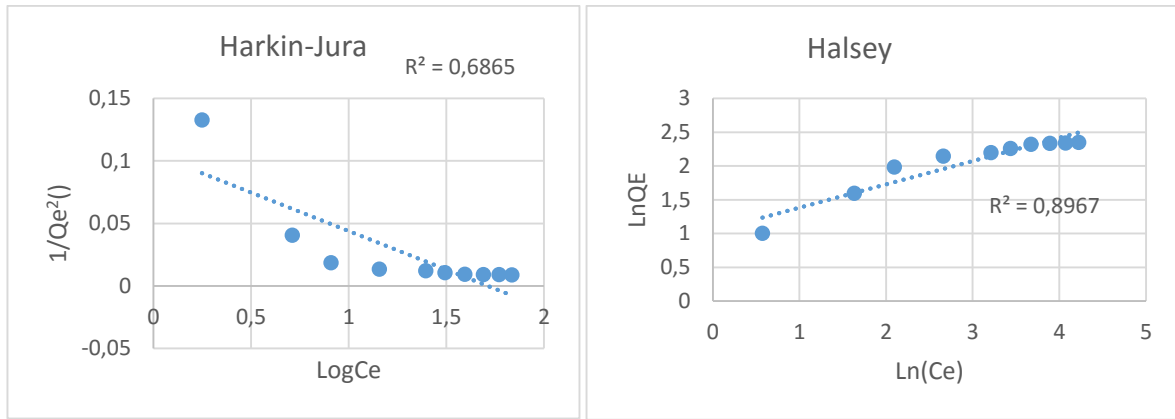 Harkin-Jura
R² = 0,6865
0,15
0,1
0,05
0
-0,05
0
0,5
1
1,5
2
1/Qe²()
LogCe
Halsey
3
2,5
2
1,5
1
0,5
0
R² = 0,8967
0
1
2
3
4
5
LnQE
Ln(Ce)